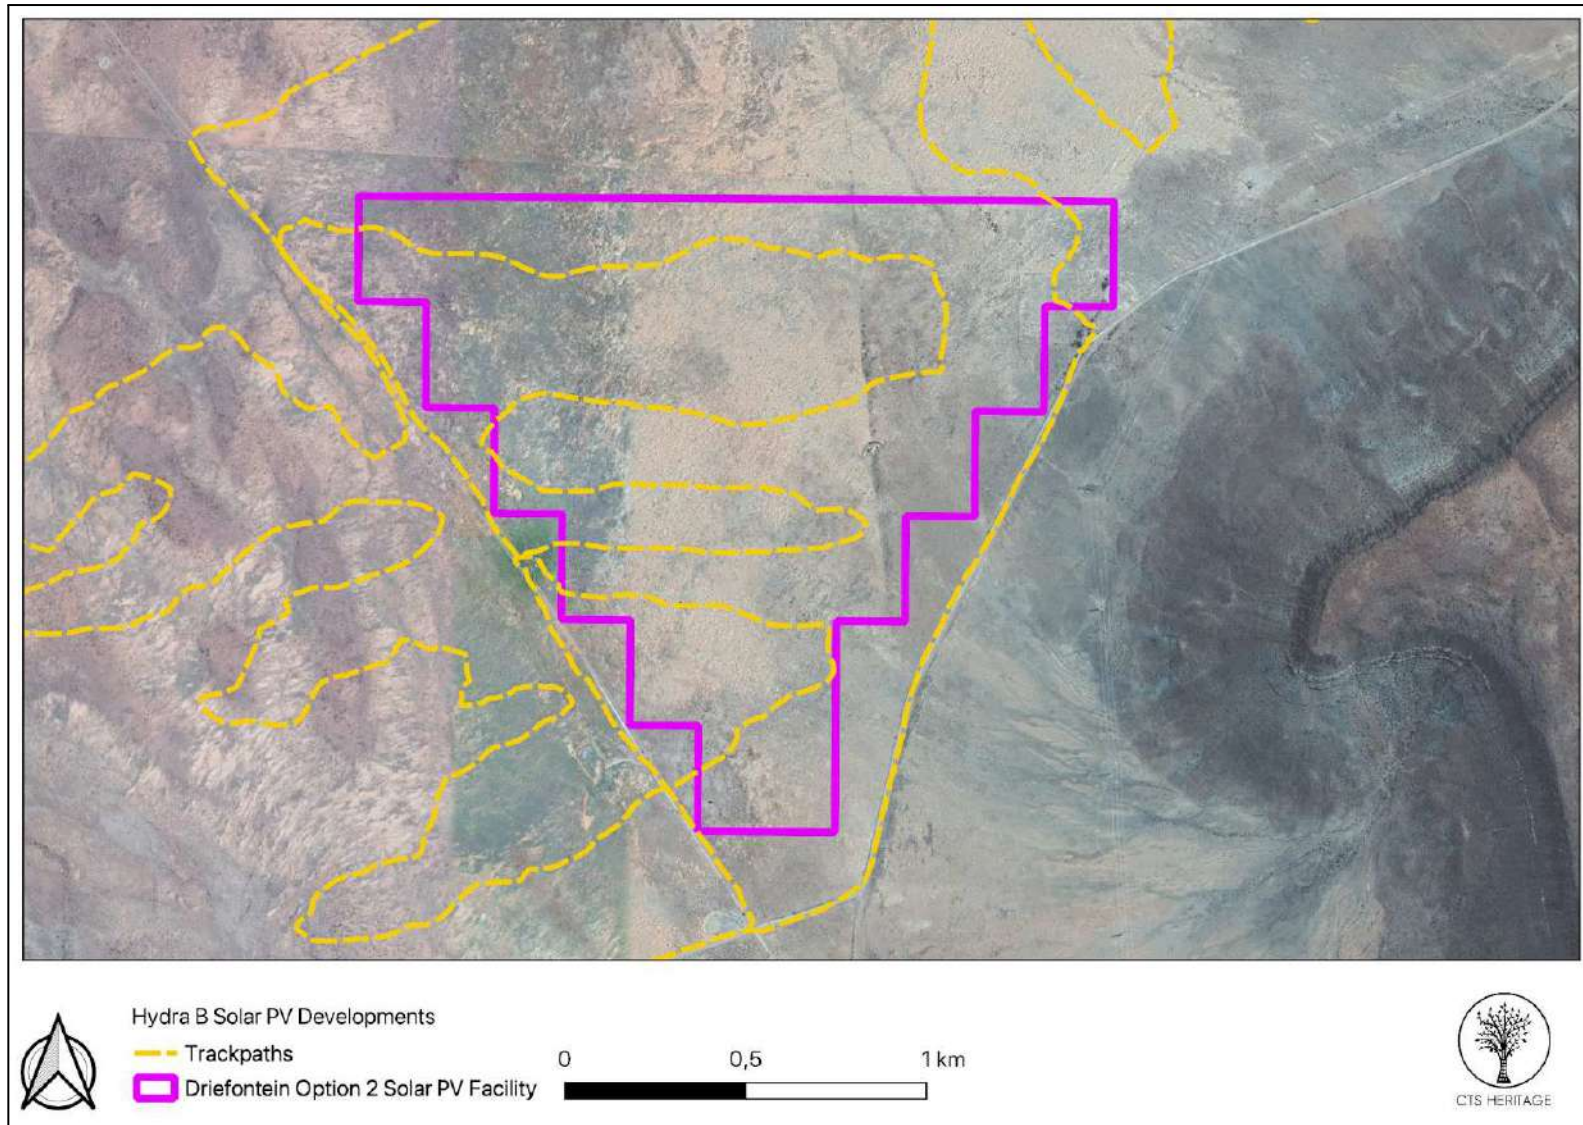 Hydra B Solar PV Developments
Trackpaths
Driefontein Option 2 Solar PV Facility
0 0,5 1 km
CTS HERITAGE